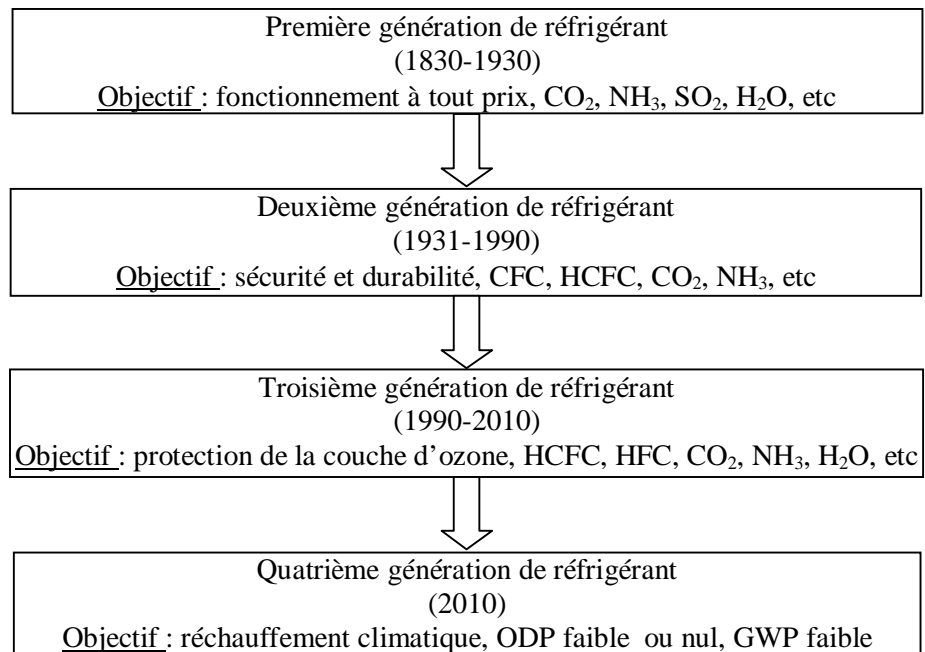 Première génération de réfrigérant
(1830-1930)
Objectif : fonctionnement à tout prix, CO₂, NH₃, SO₂, H₂O, etc
Deuxième génération de réfrigérant
(1931-1990)
Objectif : sécurité et durabilité, CFC, HCFC, CO₂, NH₃, etc
Troisième génération de réfrigérant
(1990-2010)
Objectif : protection de la couche d’ozone, HCFC, HFC, CO₂, NH₃, H₂O, etc
Quatrième génération de réfrigérant
(2010)
Objectif : réchauffement climatique, ODP faible ou nul, GWP faible